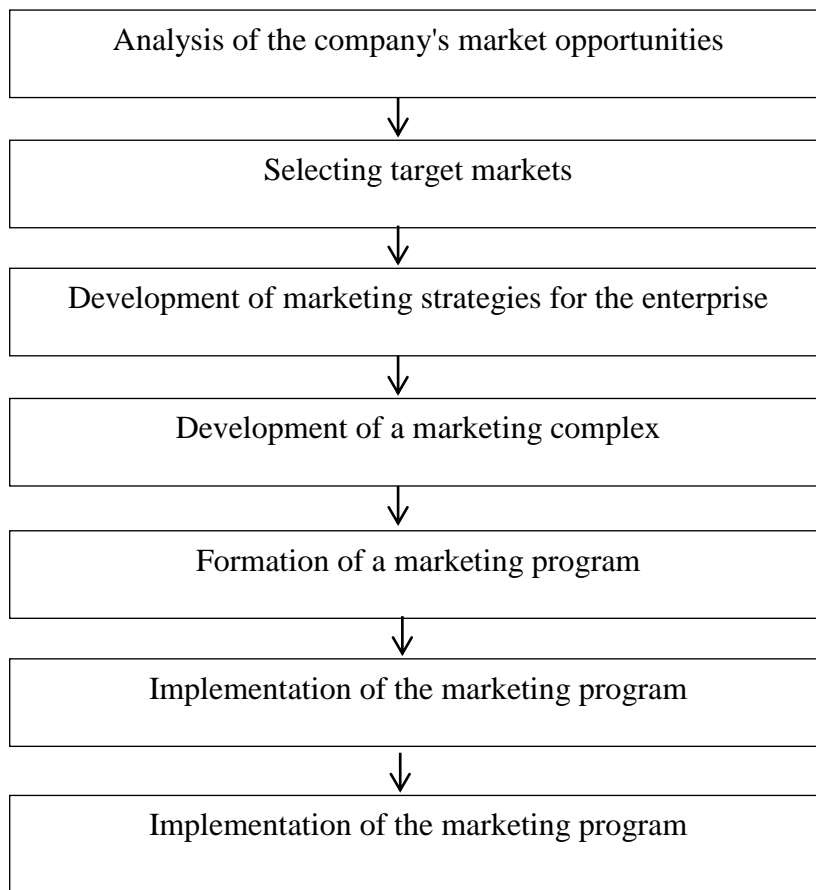 Analysis of the company's market opportunities
Selecting target markets
Development of marketing strategies for the enterprise
Development of a marketing complex
Formation of a marketing program
Implementation of the marketing program
Implementation of the marketing program